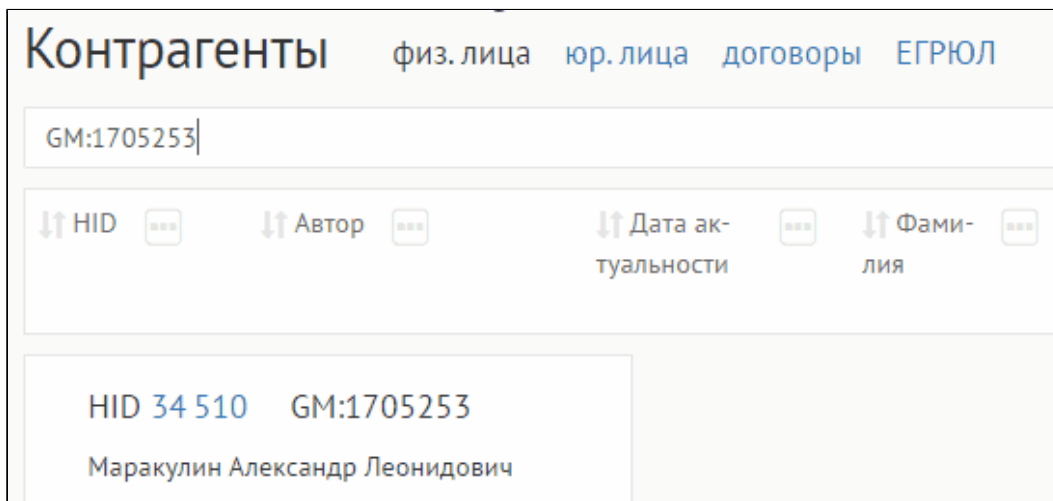 Контрагенты физ. лица юр. лица договоры ЕГРЮЛ
GM:1705253
HID Автор Дата ак- Фами-
туальности лия
HID 34 510 GM:1705253
Маракулин Александр Леонидович